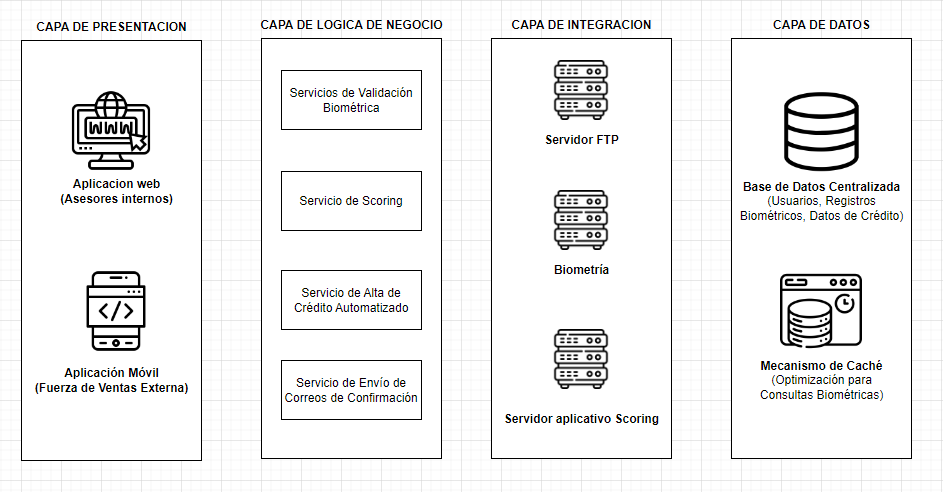 CAPA DE PRESENTACION
WWW
Aplicacion web
(Asesores internos)
</>
Aplicación Móvil
(Fuerza de Ventas Externa)
CAPA DE LOGICA DE NEGOCIO
Servicios de Validación
Biométrica
Servicio de Scoring
Servicio de Alta de
Crédito Automatizado
Servicio de Envío de
Correos de Confirmación
CAPA DE INTEGRACION
Servidor FTP
Biometría
Servidor aplicativo Scoring
CAPA DE DATOS
Base de Datos Centralizada
(Usuarios, Registros
Biométricos, Datos de Crédito)
Mecanismo de Caché
(Optimización para
Consultas Biométricas)